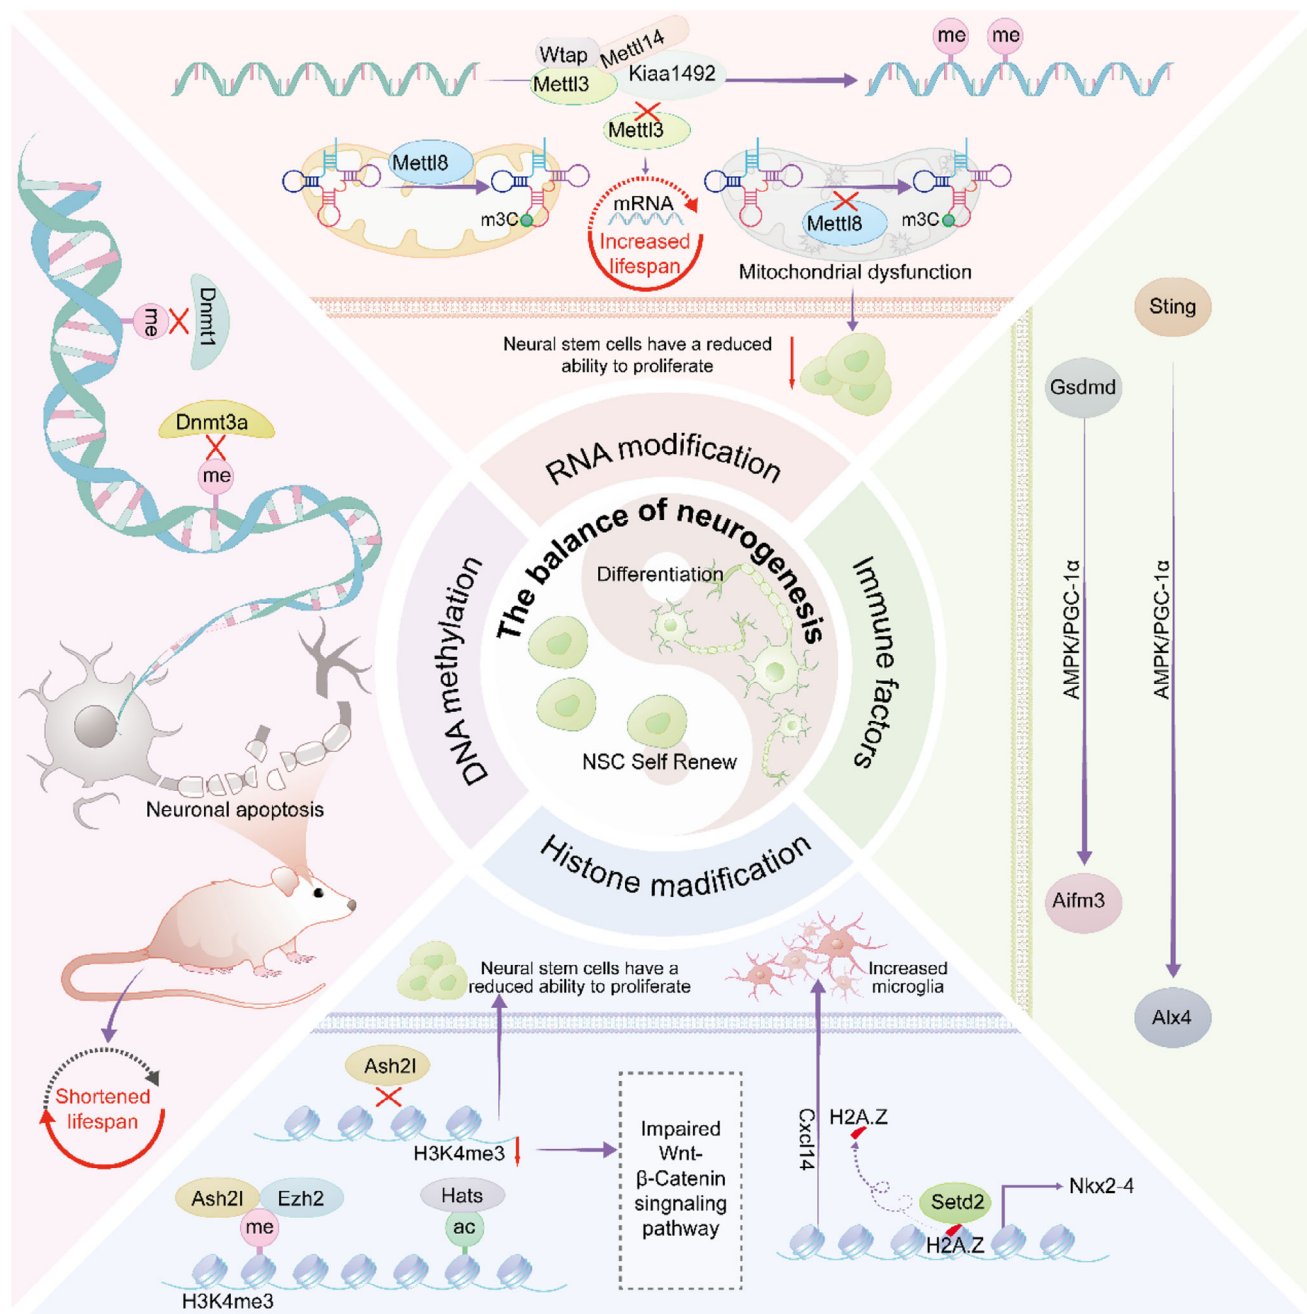 me
me
Wtap
Mettl14
Mettl3
Kiaa1492
Mettl3
Mettl8
m3C
mRNA
Increased
lifespan
Mettl8
m3C
Mitochondrial dysfunction
Neural stem cells have a reduced
ability to proliferate
RNA modification
me
Dnmt1
Dnmt3a
me
Neuronal apoptosis
Shortened
lifespan
DNA methylation
The balance of neurogenesis
Differentiation
NSC Self Renew
Immune factors
Sting
Gsdmd
AMPK/PGC-1α
AMPK/PGC-1α
Aifm3
Alx4
Histone madification
Neural stem cells have a
reduced ability to proliferate
Increased
microglia
Ash2l
H3K4me3
Impaired
Wnt-
β-Catenin
singnaling
pathway
Cxcl14
H2A.Z
Setd2
H2A.Z
Nkx2-4
Ash2l
Ezh2
me
Hats
ac
H3K4me3